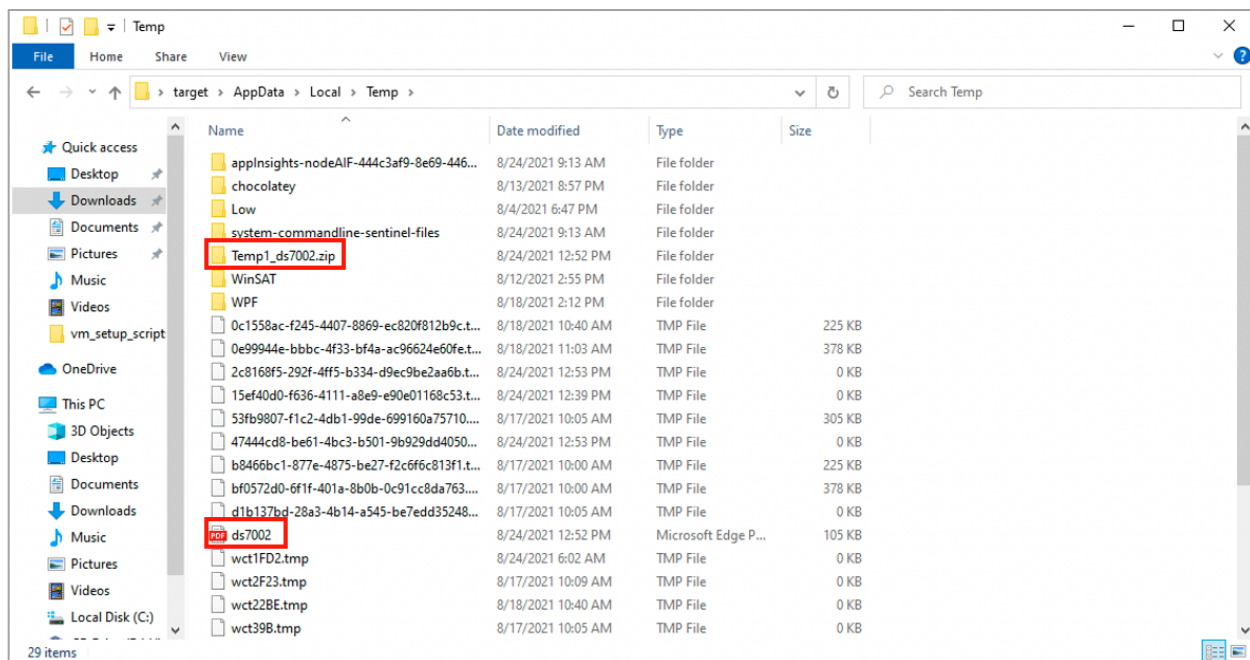 Temp
File Home Share View
target AppData Local Temp Search Temp
Name Date modified Type Size
Quick access
Desktop
Downloads
Documents
Pictures
Music
Videos
vm_setup_script
OneDrive
This PC
3D Objects
Desktop
Documents
Downloads
Music
Pictures
Videos
Local Disk (C:)
appInsights-nodeAIF-444c3af9-8e69-446... 8/24/2021 9:13 AM File folder
chocolatey 8/13/2021 8:57 PM File folder
Low 8/4/2021 6:47 PM File folder
system-commandline-sentinel-files 8/24/2021 9:13 AM File folder
Temp1_ds7002.zip 8/24/2021 12:52 PM File folder
WinSAT 8/12/2021 2:55 PM File folder
WPF 8/18/2021 2:12 PM File folder
0c1558ac-f245-4407-8869-ec820f812b9c.t... 8/18/2021 10:40 AM TMP File 225 KB
0e99944e-bbbc-4f33-bf4a-ac96624e60fe.t... 8/18/2021 11:03 AM TMP File 378 KB
2c8168f5-292f-4ff5-b334-d9ec9be2aa6b.t... 8/24/2021 12:53 PM TMP File 0 KB
15ef40d0-f636-4111-a8e9-e90e01168c53.t... 8/24/2021 12:39 PM TMP File 0 KB
53fb9807-f1c2-4db1-99de-699160a75710.... 8/17/2021 10:05 AM TMP File 305 KB
47444cd8-be61-4bc3-b501-9b929dd4050... 8/24/2021 12:53 PM TMP File 0 KB
b8466bc1-877e-4875-be27-f2c6f6c813f1.t... 8/17/2021 10:00 AM TMP File 225 KB
bf0572d0-6f1f-401a-8b0b-0c91cc8da763.... 8/17/2021 10:00 AM TMP File 378 KB
d1b137bd-28a3-4b14-a545-be7edd35248... 8/17/2021 10:05 AM TMP File 0 KB
PDF ds7002 8/24/2021 12:52 PM Microsoft Edge P... 105 KB
wct1FD2.tmp 8/24/2021 6:02 AM TMP File 0 KB
wct2F23.tmp 8/17/2021 10:09 AM TMP File 0 KB
wct22BE.tmp 8/18/2021 10:40 AM TMP File 0 KB
wct39B.tmp 8/17/2021 10:05 AM TMP File 0 KB
29 items